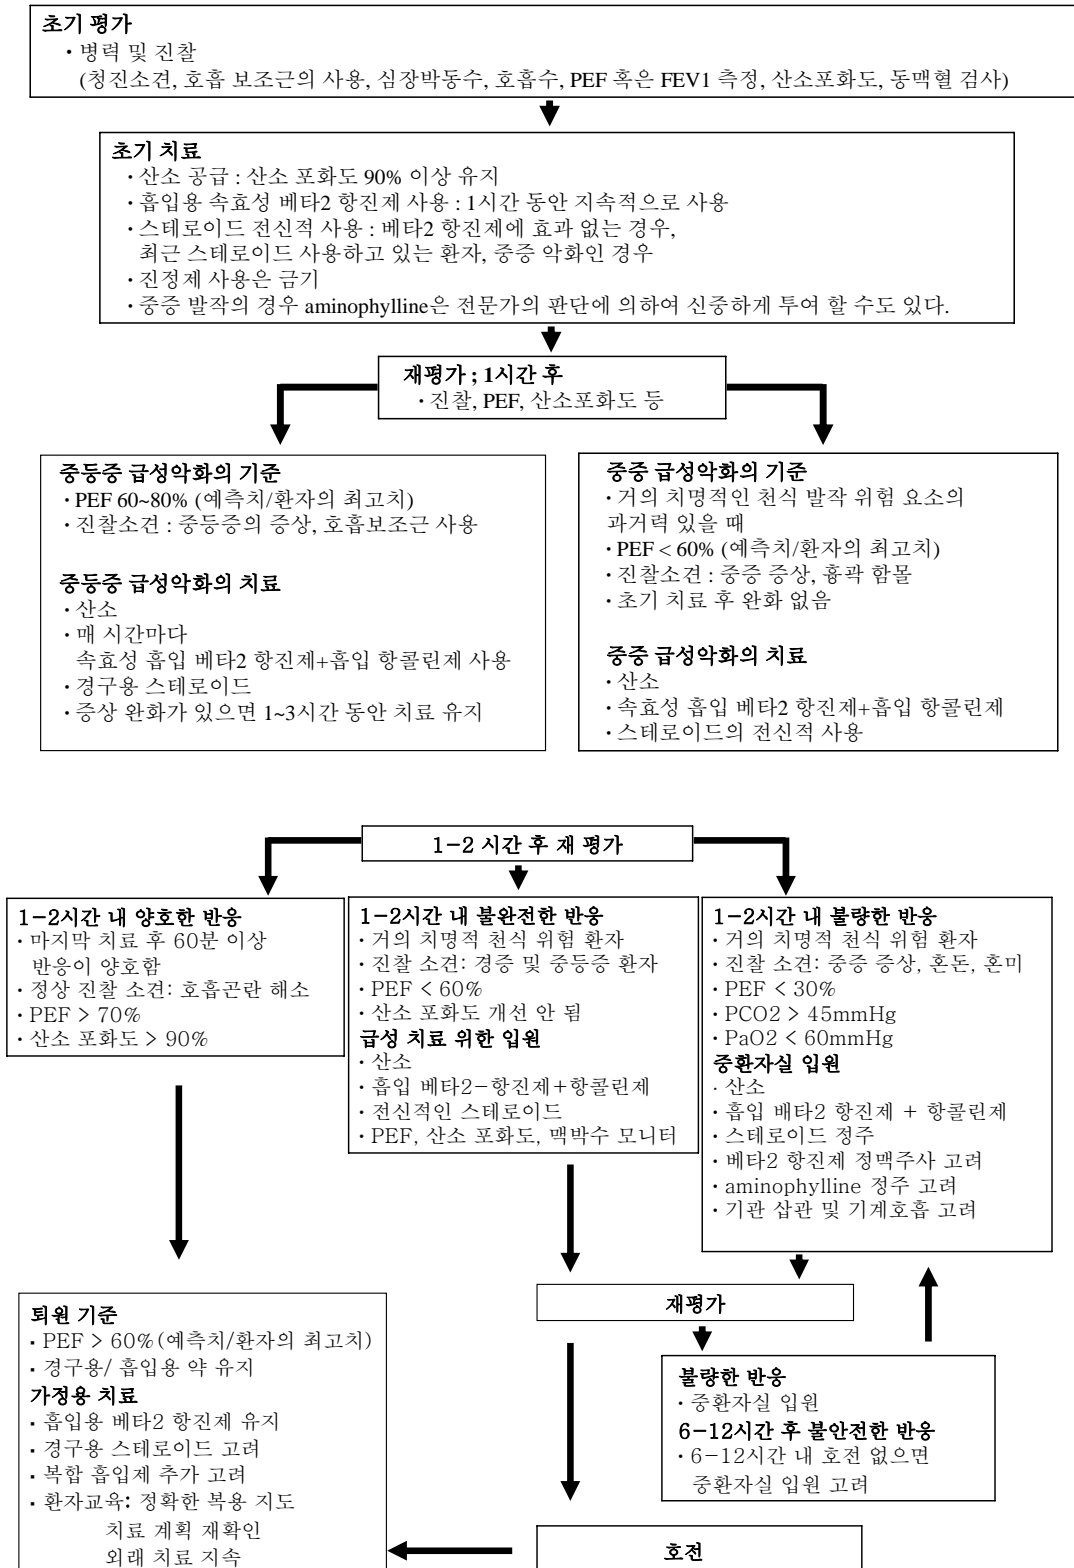 초기 평가
· 병력 및 진찰
(청진소견, 호흡 보조근의 사용, 심장박동수, 호흡수, PEF 혹은 FEV1 측정, 산소포화도, 동맥혈 검사)
초기 치료
· 산소 공급 : 산소 포화도 90% 이상 유지
· 흡입용 속효성 베타2 항진제 사용 : 1시간 동안 지속적으로 사용
· 스테로이드 전신적 사용 : 베타2 항진제에 효과 없는 경우,
최근 스테로이드 사용하고 있는 환자, 중증 악화인 경우
· 진정제 사용은 금기
· 중증 발작의 경우 aminophylline은 전문가의 판단에 의하여 신중하게 투여 할 수도 있다.
재평가 ; 1시간 후
· 진찰, PEF, 산소포화도 등
중등중 급성악화의 기준
· PEF 60~80% (예측치/환자의 최고치)
· 진찰소견 : 중등중의 증상, 호흡보조근 사용
중등중 급성악화의 치료
· 산소
· 매 시간마다
속효성 흡입 베타2 항진제+흡입 항콜린제 사용
· 경구용 스테로이드
· 증상 완화가 있으면 1~3시간 동안 치료 유지
중중 급성악화의 기준
· 거의 치명적인 천식 발작 위험 요소의
과거력 있을 때
· PEF < 60% (예측치/환자의 최고치)
· 진찰소견 : 중증 증상, 흉곽 함몰
· 초기 치료 후 완화 없음
중중 급성악화의 치료
· 산소
· 속효성 흡입 베타2 항진제+흡입 항콜린제
· 스테로이드의 전신적 사용
1-2 시간 후 재 평가
1-2시간 내 양호한 반응
· 마지막 치료 후 60분 이상
반응이 양호함
· 정상 진찰 소견: 호흡곤란 해소
· PEF > 70%
· 산소 포화도 > 90%
1-2시간 내 불완전한 반응
· 거의 치명적 천식 위험 환자
· 진찰 소견: 경증 및 중등증 환자
· PEF < 60%
· 산소 포화도 개선 안 됨
급성 치료 위한 입원
· 산소
· 흡입 베타2-항진제+항콜린제
· 전신적인 스테로이드
· PEF, 산소 포화도, 맥박수 모니터
1-2시간 내 불량한 반응
· 거의 치명적 천식 위험 환자
· 진찰 소견: 중증 증상, 혼돈, 혼미
· PEF < 30%
· PCO2 > 45mmHg
· PaO2 < 60mmHg
중환자실 입원
· 산소
· 흡입 배타2 항진제 + 항콜린제
· 스테로이드 정주
· 베타2 항진제 정맥주사 고려
· aminophylline 정주 고려
· 기관 삽관 및 기계호흡 고려
재평가
퇴원 기준
· PEF > 60%(예측치/환자의 최고치)
· 경구용/ 흡입용 약 유지
가정용 치료
· 흡입용 베타2 항진제 유지
· 경구용 스테로이드 고려
· 복합 흡입제 추가 고려
· 환자교육: 정확한 복용 지도
치료 계획 재확인
외래 치료 지속
불량한 반응
· 중환자실 입원
6-12시간 후 불안전한 반응
· 6-12시간 내 호전 없으면
중환자실 입원 고려
호전